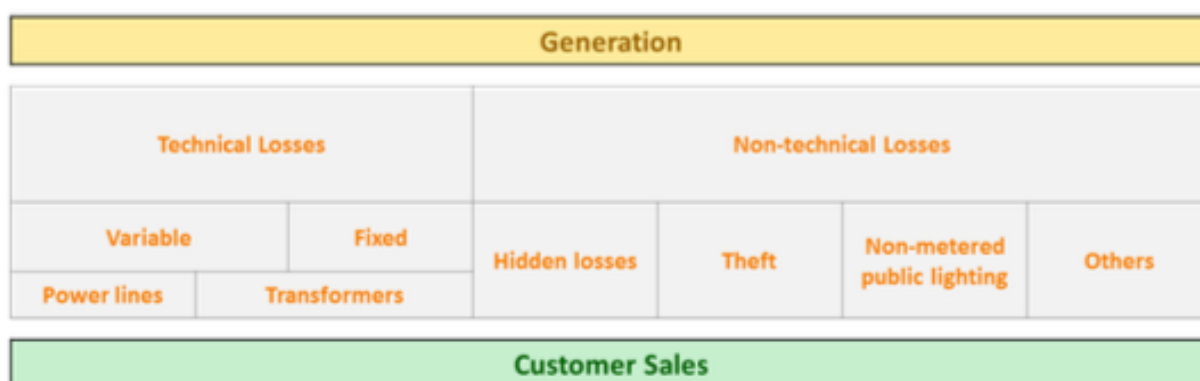 Generation
Technical Losses
Non-technical Losses
Variable
Fixed
Hidden losses
Theft
Non-metered
public lighting
Others
Power lines
Transformers
Customer Sales